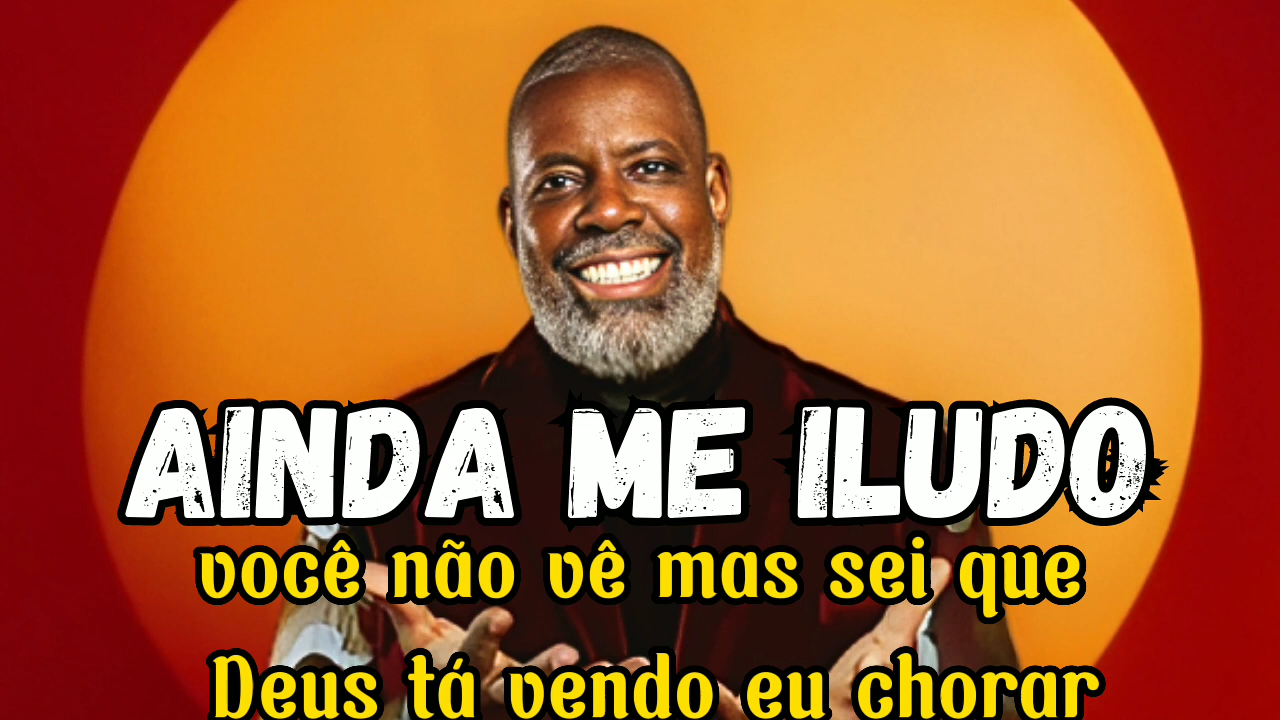 AINDA ME ILUDO
você não vê mas sei que
Deus tá vendo eu chorar